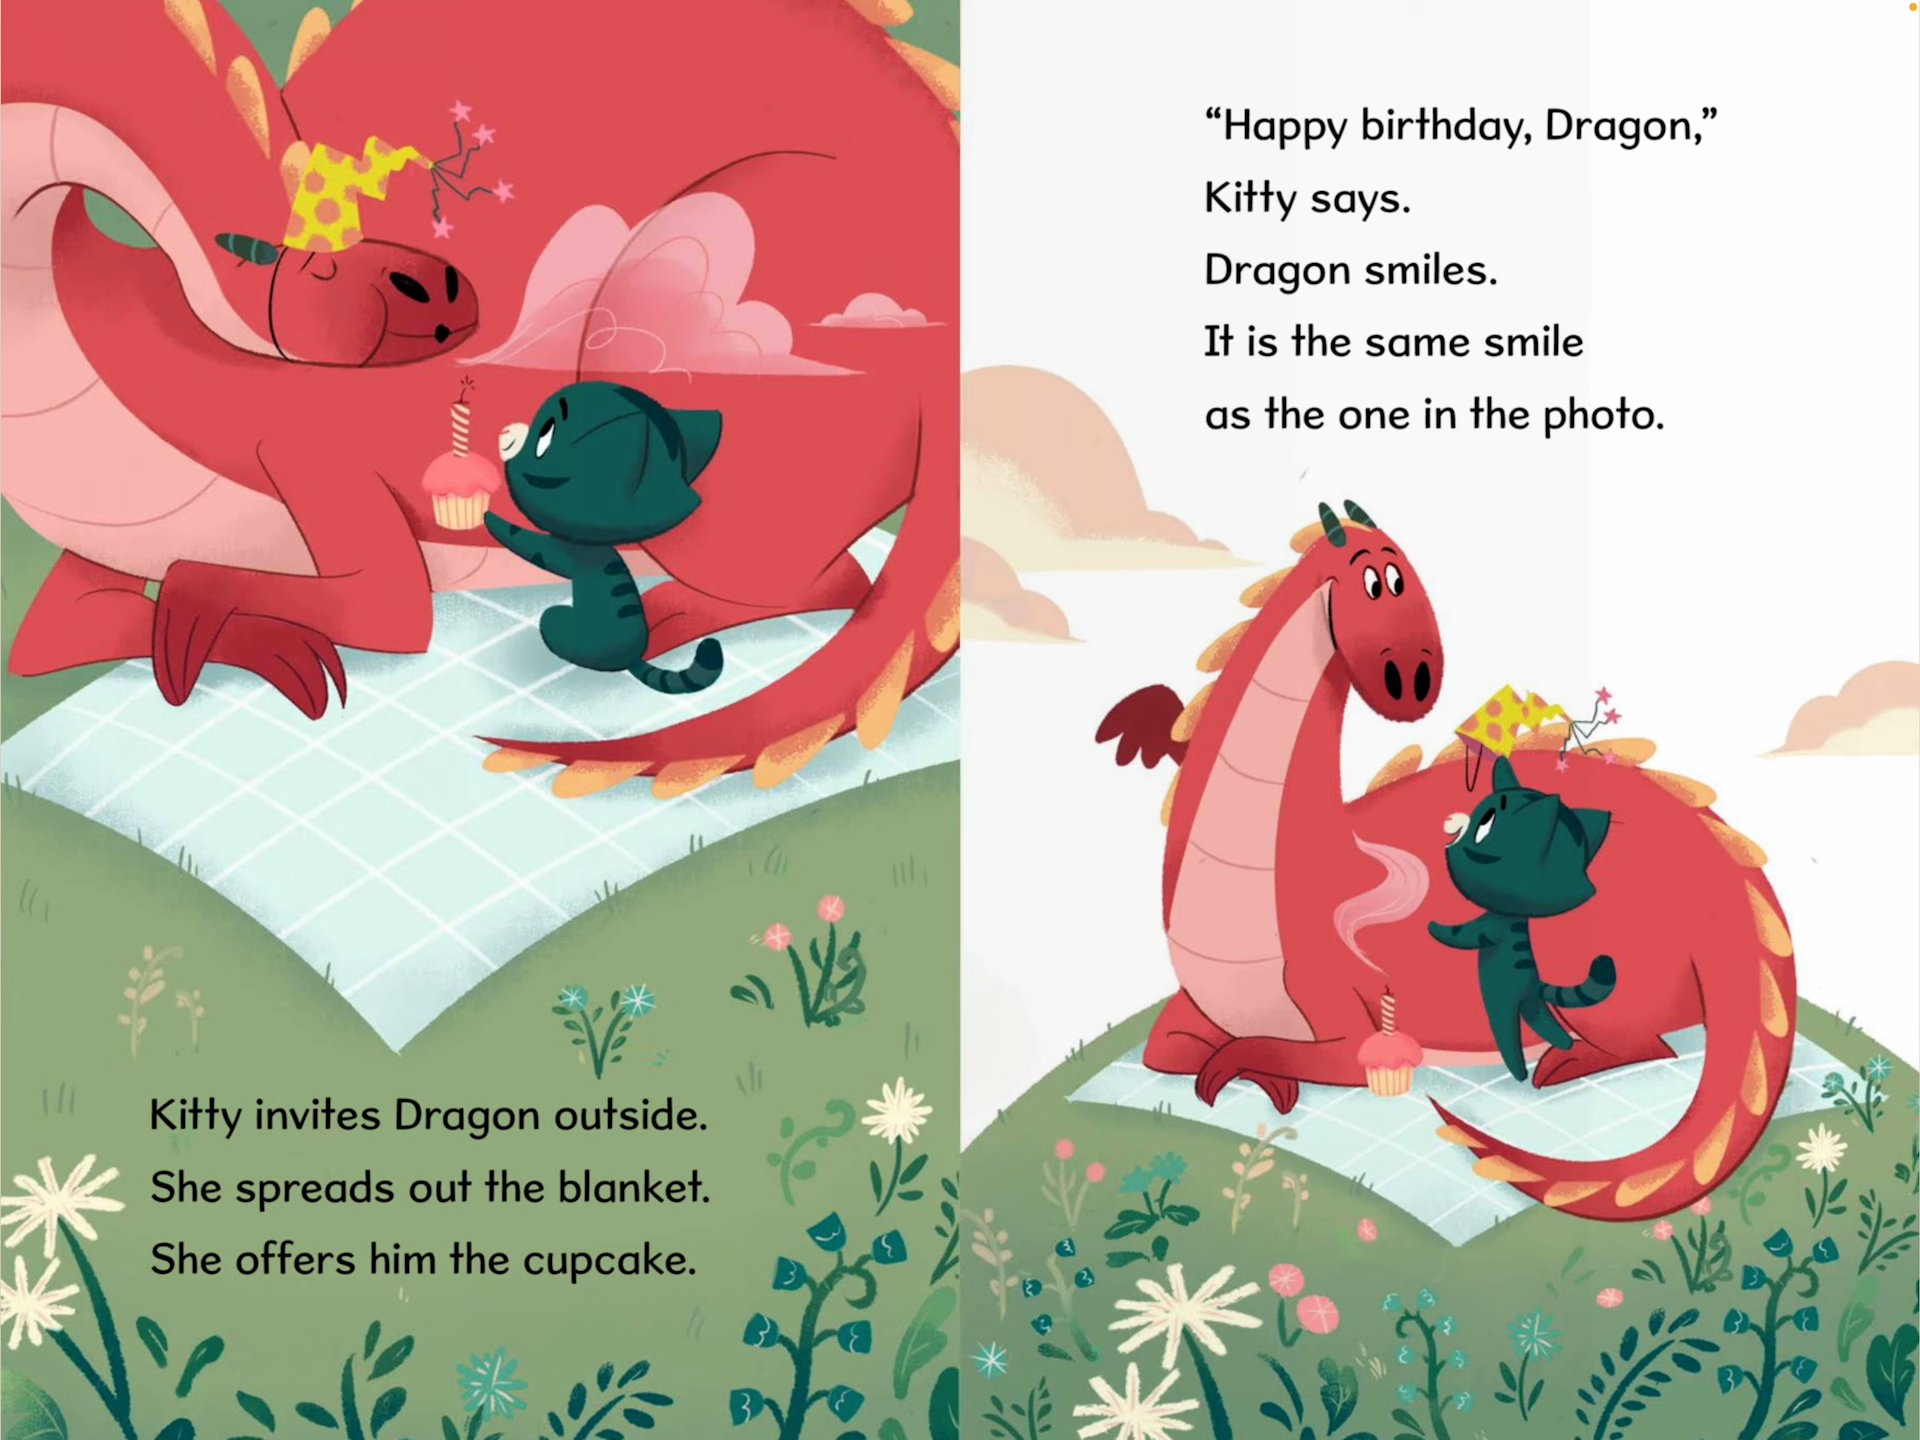 Kitty invites Dragon outside.
She spreads out the blanket.
She offers him the cupcake.
“Happy birthday, Dragon,”
Kitty says.
Dragon smiles.
It is the same smile
as the one in the photo.